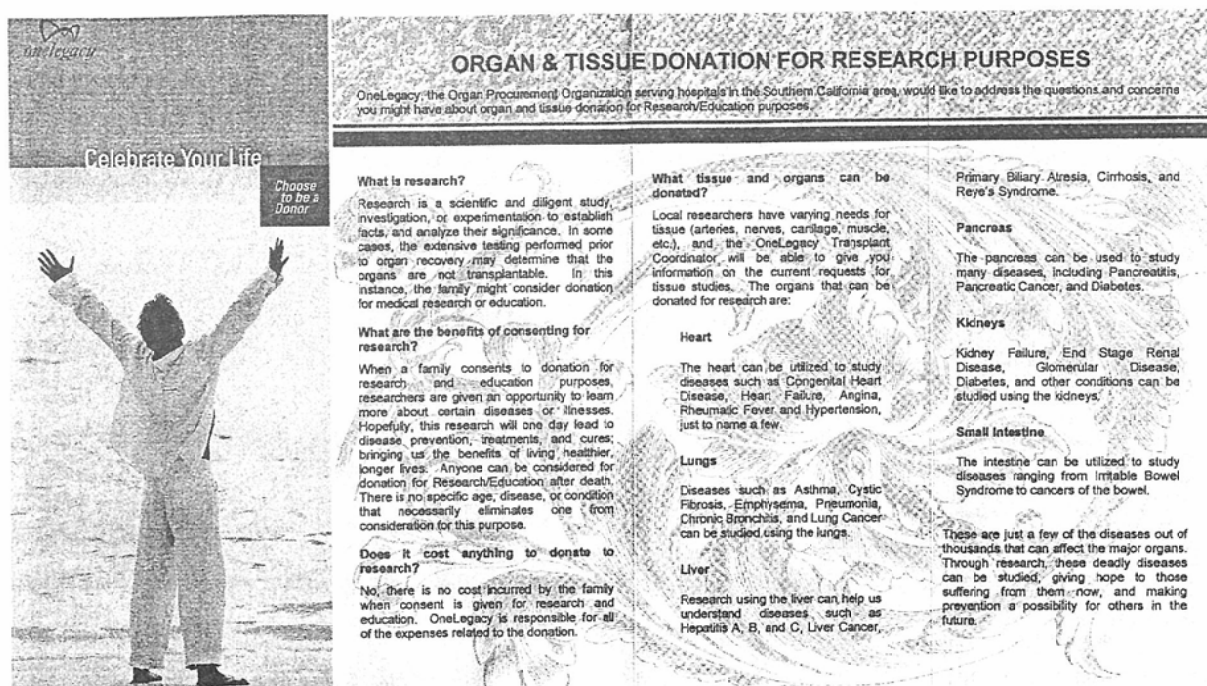 one legacy
Celebrate Your Life
Choose
to be a
Donor
ORGAN & TISSUE DONATION FOR RESEARCH PURPOSES
OneLegacy, the Organ Procurement Organization serving hospitals in the Southern California area, would like to address the questions and concerns
you might have about organ and tissue donation for Research/Education purposes.
What is research?
Research is a scientific and diligent study,
investigation, or experimentation to establish
facts, and analyze their significance. In some
cases, the extensive testing performed prior
to organ recovery may determine that the
organs are not transplantable. In this
instance, the family might consider donation
for medical research or education.
What are the benefits of consenting for
research?
When a family consents to donation for
research and education purposes,
researchers are given an opportunity to learn
more about certain diseases or illnesses.
Hopefully, this research will one day lead to
disease prevention, treatments, and cures;
bringing us the benefits of living healthier,
longer lives. Anyone can be considered for
donation for Research/Education after death.
There is no specific age, disease, or condition
that necessarily eliminates one from
consideration for this purpose.
Does it cost anything to donate to
research?
No, there is no cost incurred by the family
when consent is given for research and
education. OneLegacy is responsible for all
of the expenses related to the donation.
What tissue and organs can be
donated?
Local researchers have varying needs for
tissue (arteries, nerves, cartilage, muscle,
etc.), and the OneLegacy Transplant
Coordinator will be able to give you
information on the current requests for
tissue studies. The organs that can be
donated for research are:
Heart
The heart can be utilized to study
diseases such as Congenital Heart
Disease, Heart Failure, Angina,
Rheumatic Fever and Hypertension,
just to name a few.
Lungs
Diseases such as Asthma, Cystic
Fibrosis, Emphysema, Pneumonia,
Chronic Bronchitis, and Lung Cancer
can be studied using the lungs.
Liver
Research using the liver can help us
understand diseases such as
Hepatitis A, B, and C, Liver Cancer,
Primary Biliary Atresia, Cirrhosis, and
Reye's Syndrome.
Pancreas
The pancreas can be used to study
many diseases, including Pancreatitis,
Pancreatic Cancer, and Diabetes.
Kkidneys
Kidney Failure, End Stage Renal
Disease, Glomerular Disease,
Diabetes, and other conditions can be
studied using the kidneys.
Small Intestine
The intestine can be utilized to study
diseases ranging from Irritable Bowel
Syndrome to cancers of the bowel.
These are just a few of the diseases out of
thousands that can affect the major organs.
Through research, these deadly diseases
can be studied; giving hope to those
suffering from them now, and making
prevention a possibility for others in the
future.